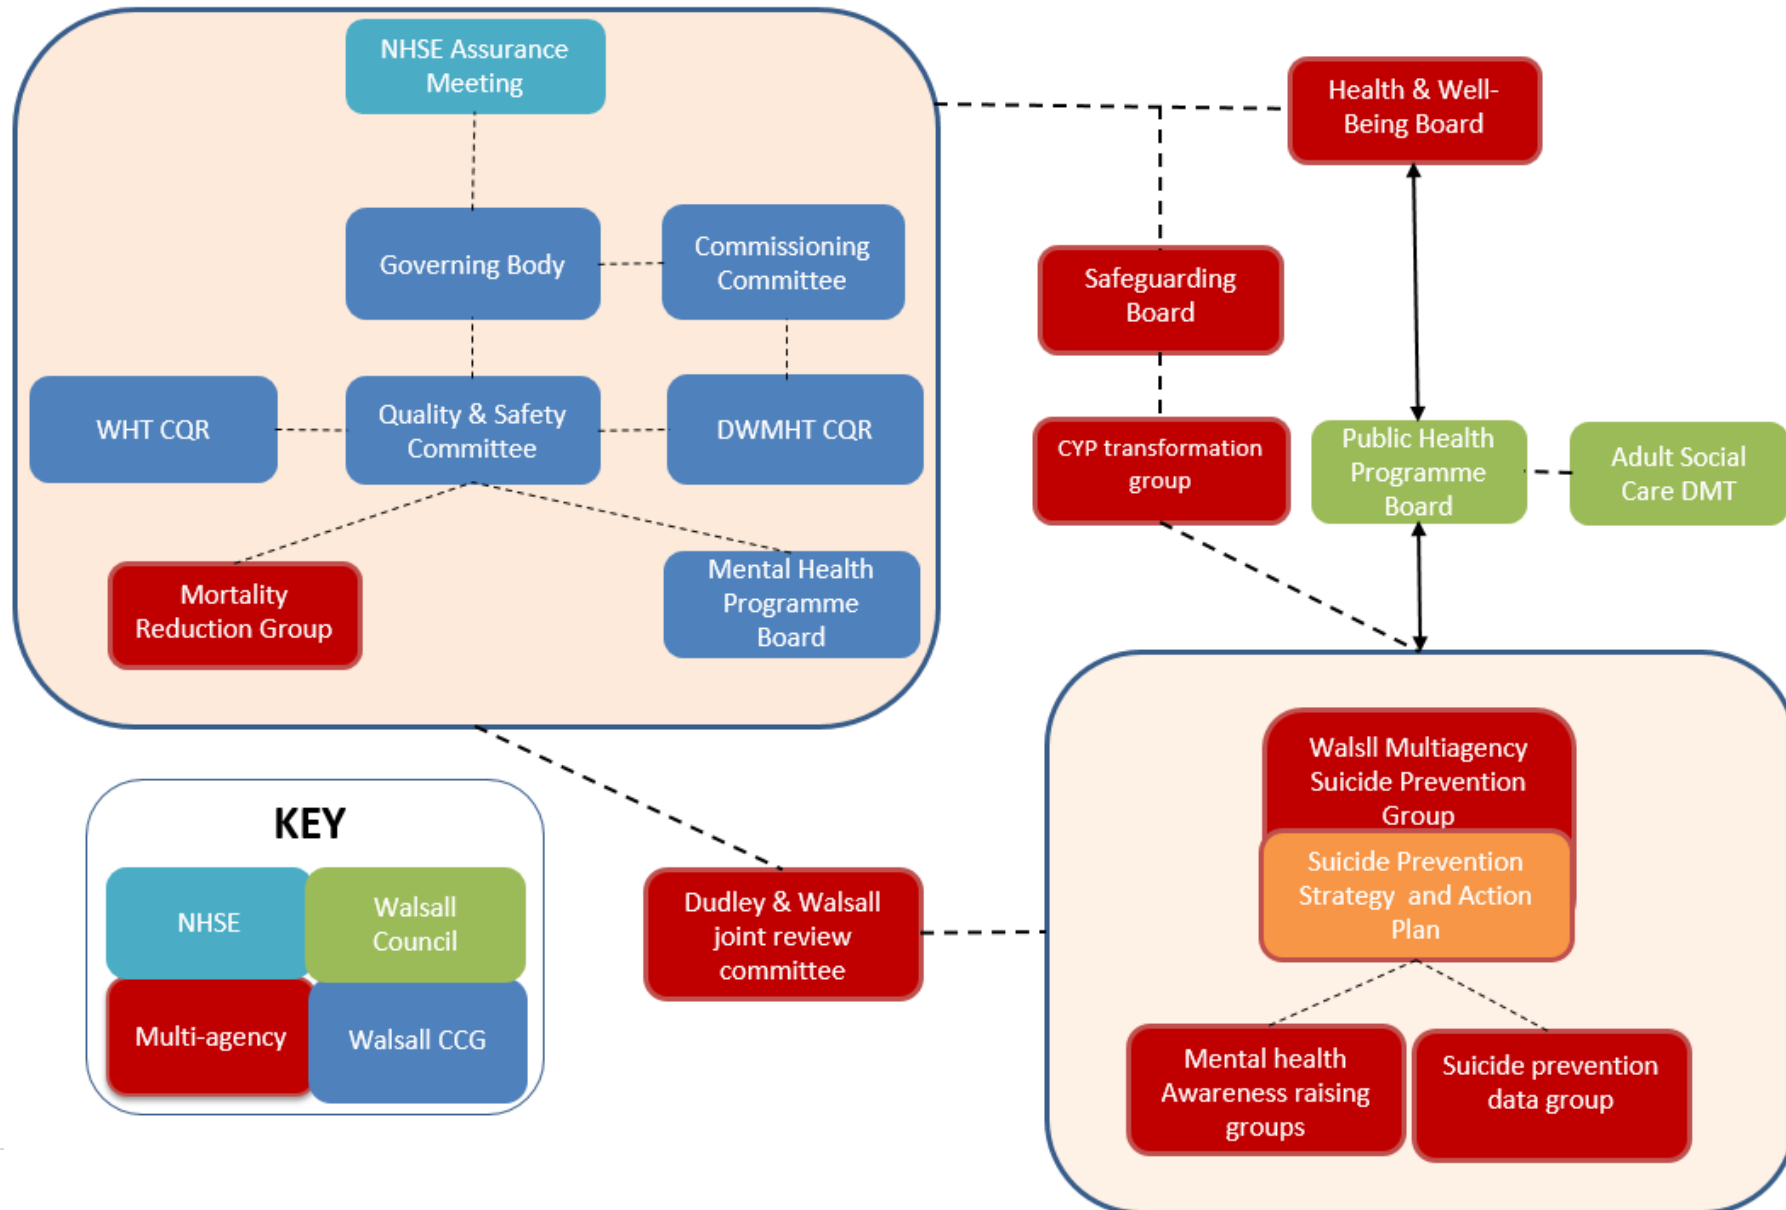 NHSE Assurance
Meeting
Health & Well-
Being Board
Governing Body
Commissioning
Committee
Safeguarding
Board
WHT CQR
Quality & Safety
Committee
DWMHT CQR
CYP transformation
group
Public Health
Programme
Board
Adult Social
Care DMT
Mortality
Reduction Group
Mental Health
Programme
Board
Walsll Multiagency
Suicide Prevention
Group
Suicide Prevention
Strategy and Action
Plan
Dudley & Walsall
joint review
committee
Mental health
Awareness raising
groups
Suicide prevention
data group
KEY
NHSE
Walsall
Council
Multi-agency
Walsall CCG